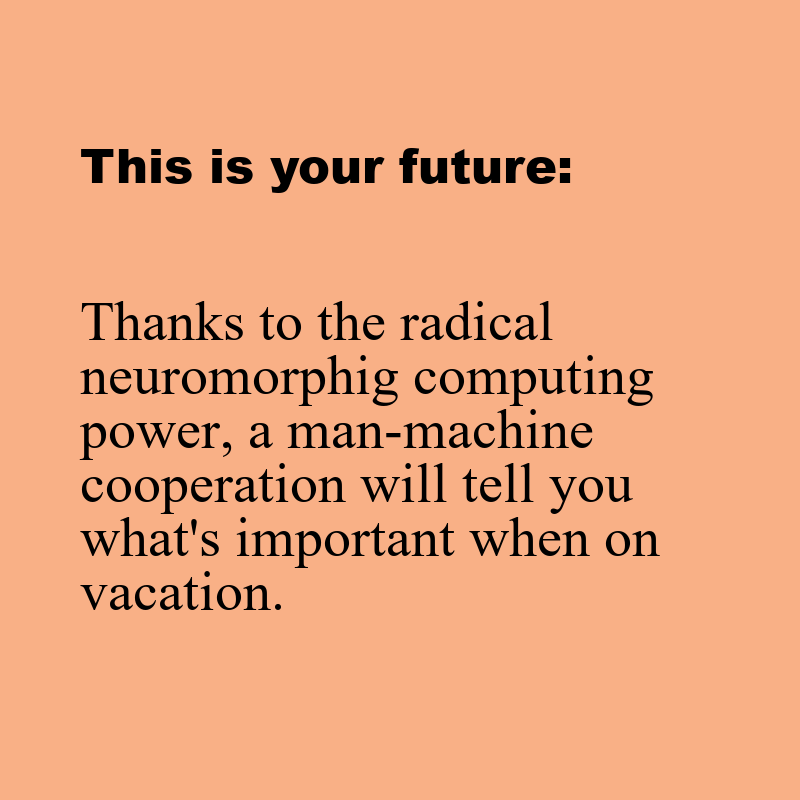 This is your future:
Thanks to the radical
neuromorphig computing
power, a man-machine
cooperation will tell you
what's important when on
vacation.